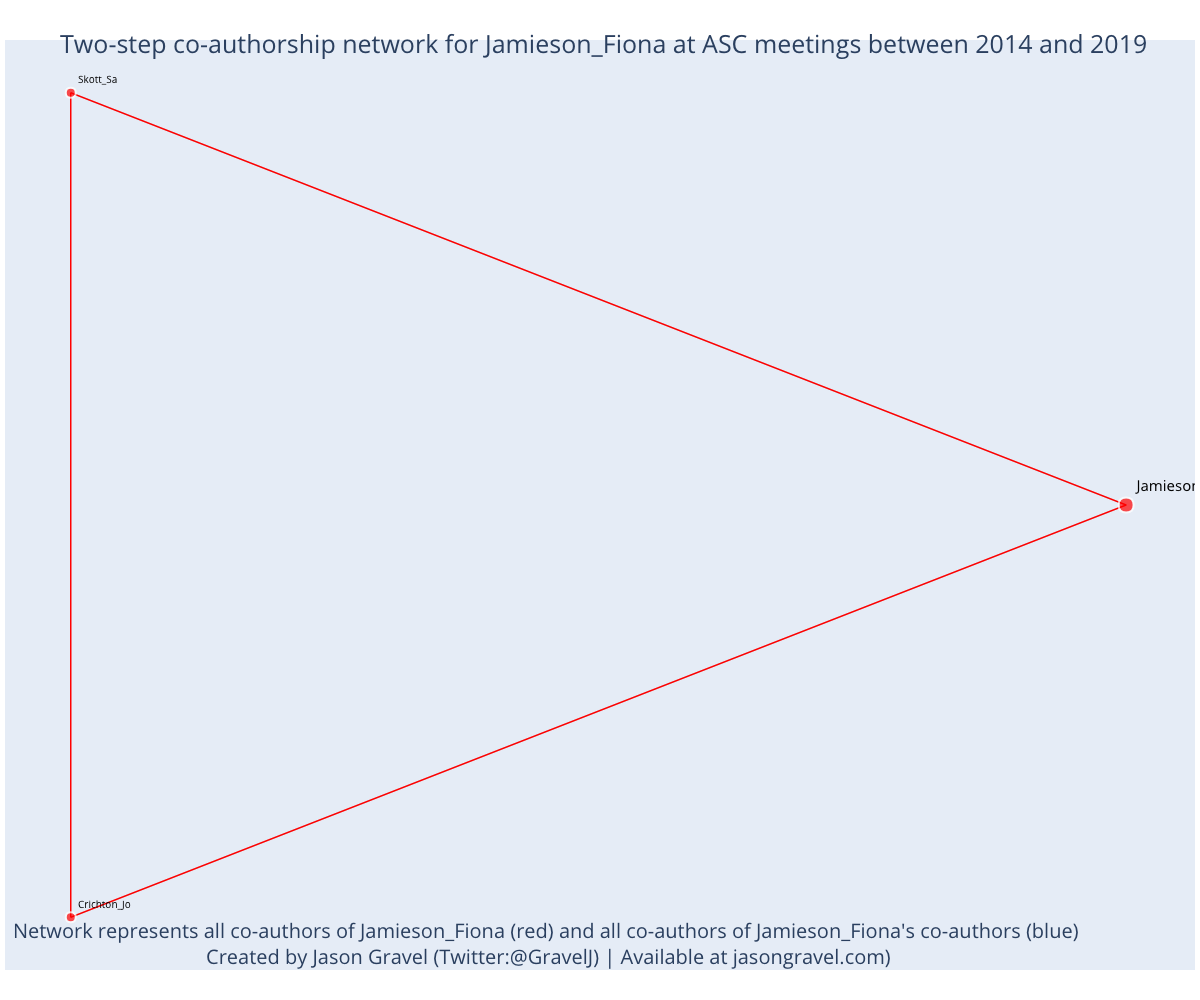 Two-step co-authorship network for Jamieson_Fiona at ASC meetings between 2014 and 2019
Skott_Sa
Jamieson
Crichton_Jo
Network represents all co-authors of Jamieson_Fiona (red) and all co-authors of Jamieson_Fiona's co-authors (blue)
Created by Jason Gravel (Twitter:@GravelJ) | Available at jasongravel.com)